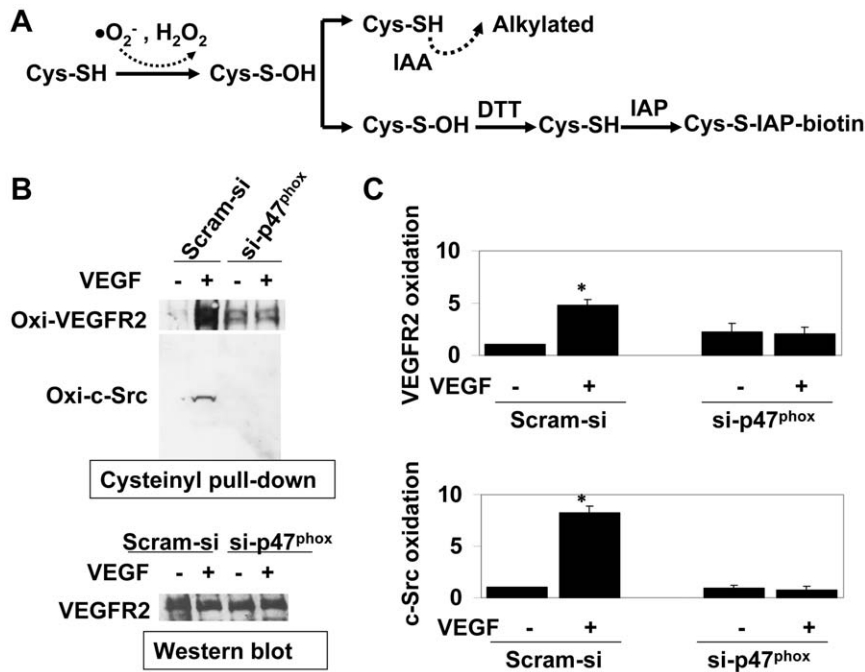 A
•O₂⁻ , H₂O₂
Cys-SH
Cys-S-OH
Cys-SH
IAA
Alkylated
Cys-S-OH
DTT
Cys-SH
IAP
Cys-S-IAP-biotin
B
Scram-si si-p47ᵖʰᵒˣ
VEGF - + - +
Oxi-VEGFR2
Oxi-c-Src
Cysteinyl pull-down
Scram-si si-p47ᵖʰᵒˣ
VEGF - + - +
VEGFR2
Western blot
C
VEGFR2 oxidation
10
5
0
*
VEGF - + - +
Scram-si si-p47ᵖʰᵒˣ
c-Src oxidation
10
5
0
*
VEGF - + - +
Scram-si si-p47ᵖʰᵒˣ